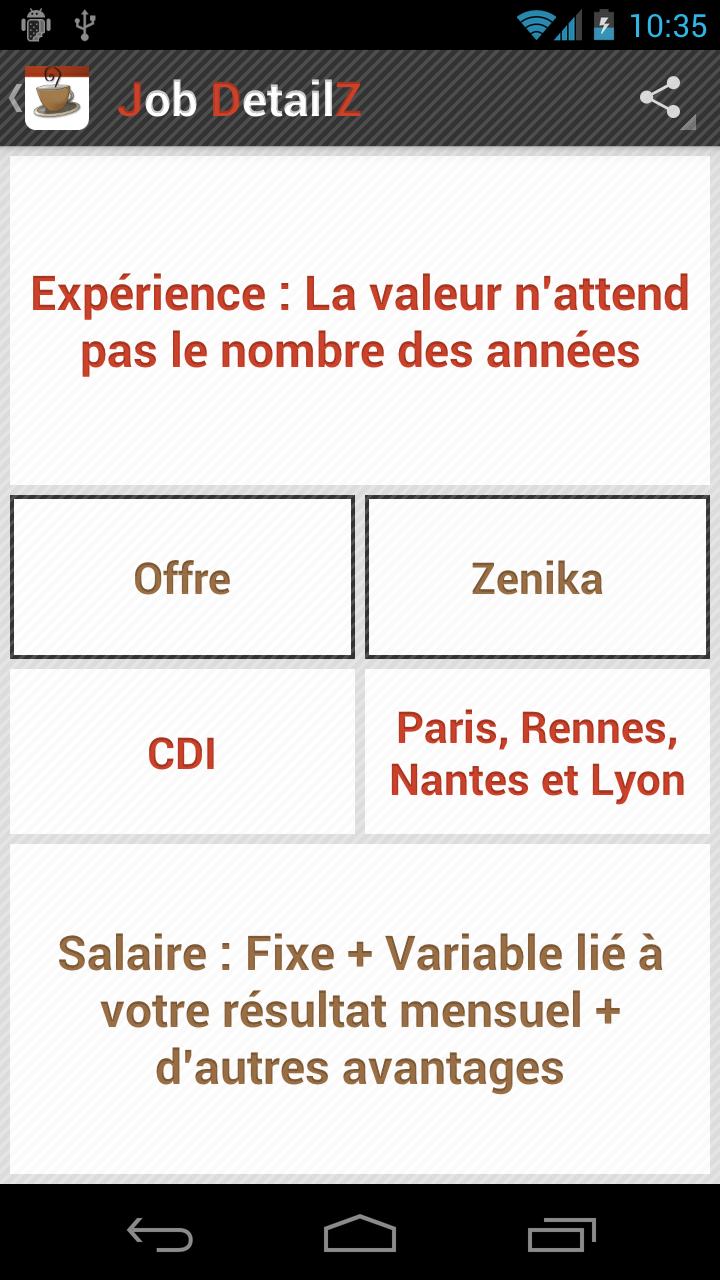 10:35
Job DetailZ
Expérience : La valeur n'attend
pas le nombre des années
Offre
Zenika
CDI
Paris, Rennes,
Nantes et Lyon
Salaire : Fixe + Variable lié à
votre résultat mensuel +
d'autres avantages